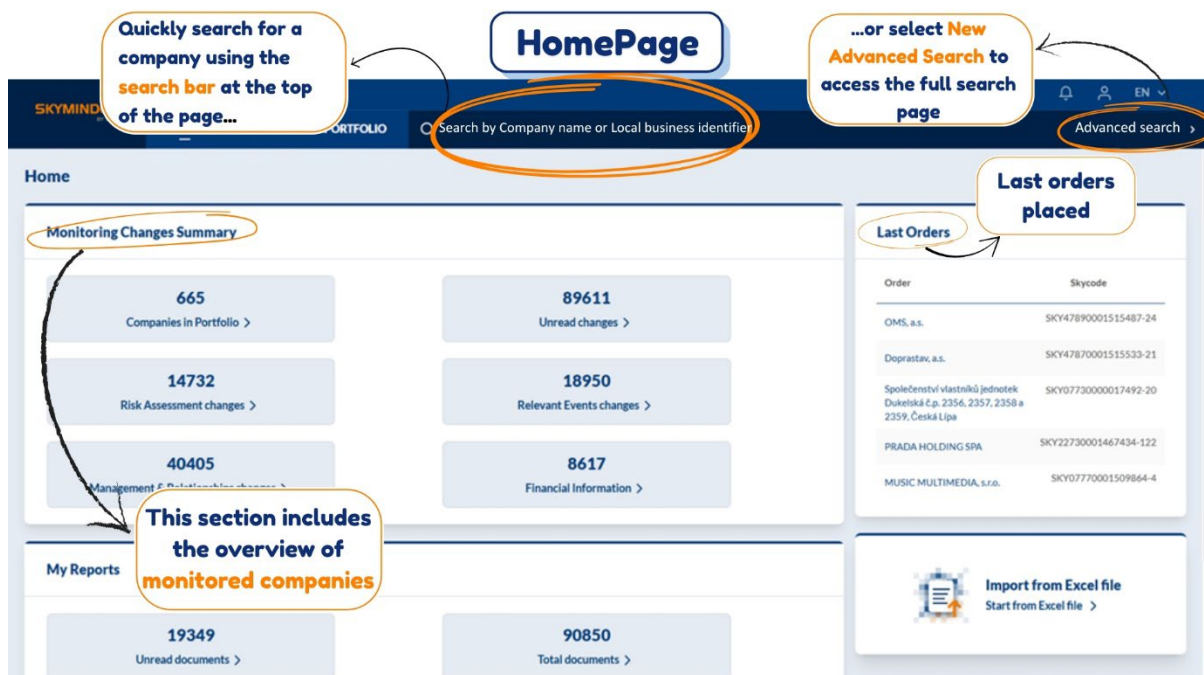 Quickly search for a
company using the
search bar at the top
of the page...
HomePage
...or select New
Advanced Search to
access the full search
page
SKYMIND
EN
PORTFOLIO
Search by Company name or Local business identifier
Advanced search >
Home
Last orders
placed
Monitoring Changes Summary
665
Companies in Portfolio >
89611
Unread changes >
14732
Risk Assessment changes >
18950
Relevant Events changes >
40405
Management & Relationships changes >
8617
Financial Information >
This section includes
the overview of
monitored companies
Last Orders
Order Skycode
OMS, a.s. SKY47890001515487-24
Doprastav, a.s. SKY47870001515533-21
Společenství vlastníků jednotek SKY07730000017492-20
Dukelská č.p. 2356, 2357, 2358 a
2359, Česká Lípa
PRADA HOLDING SPA SKY22730001467434-122
MUSIC MULTIMEDIA, s.r.o. SKY07770001509864-4
My Reports
19349
Unread documents >
90850
Total documents >
Import from Excel file
Start from Excel file >